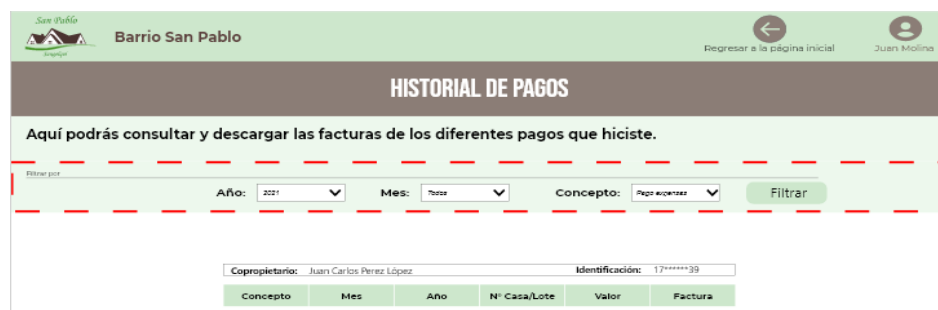 San Pablo
Barrio San Pablo
Regresar a la página inicial
Juan Molina
HISTORIAL DE PAGOS
Aquí podrás consultar y descargar las facturas de los diferentes pagos que hiciste.
Filtrar por
Año: 2021 Mes: Todos Concepto: Pago expensas Filtrar
Copropietario: Juan Carlos Perez López Identificación: 17******39
Concepto Mes Año N° Casa/Lote Valor Factura